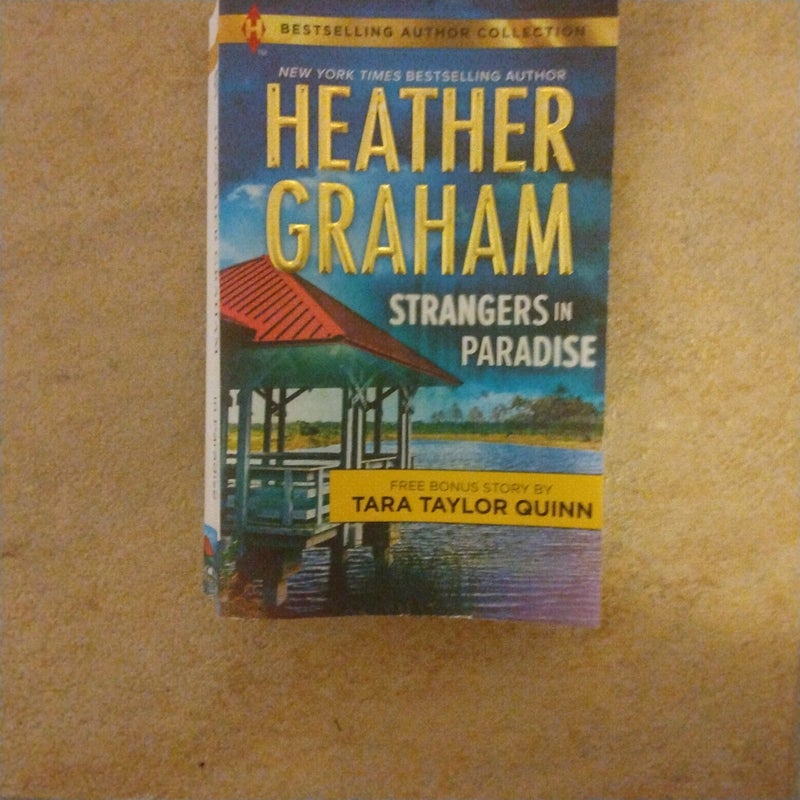 H
BESTSELLING AUTHOR COLLECTION
™
NEW YORK TIMES BESTSELLING AUTHOR
HEATHER
GRAHAM
STRANGERS IN
PARADISE
FREE BONUS STORY BY
TARA TAYLOR QUINN